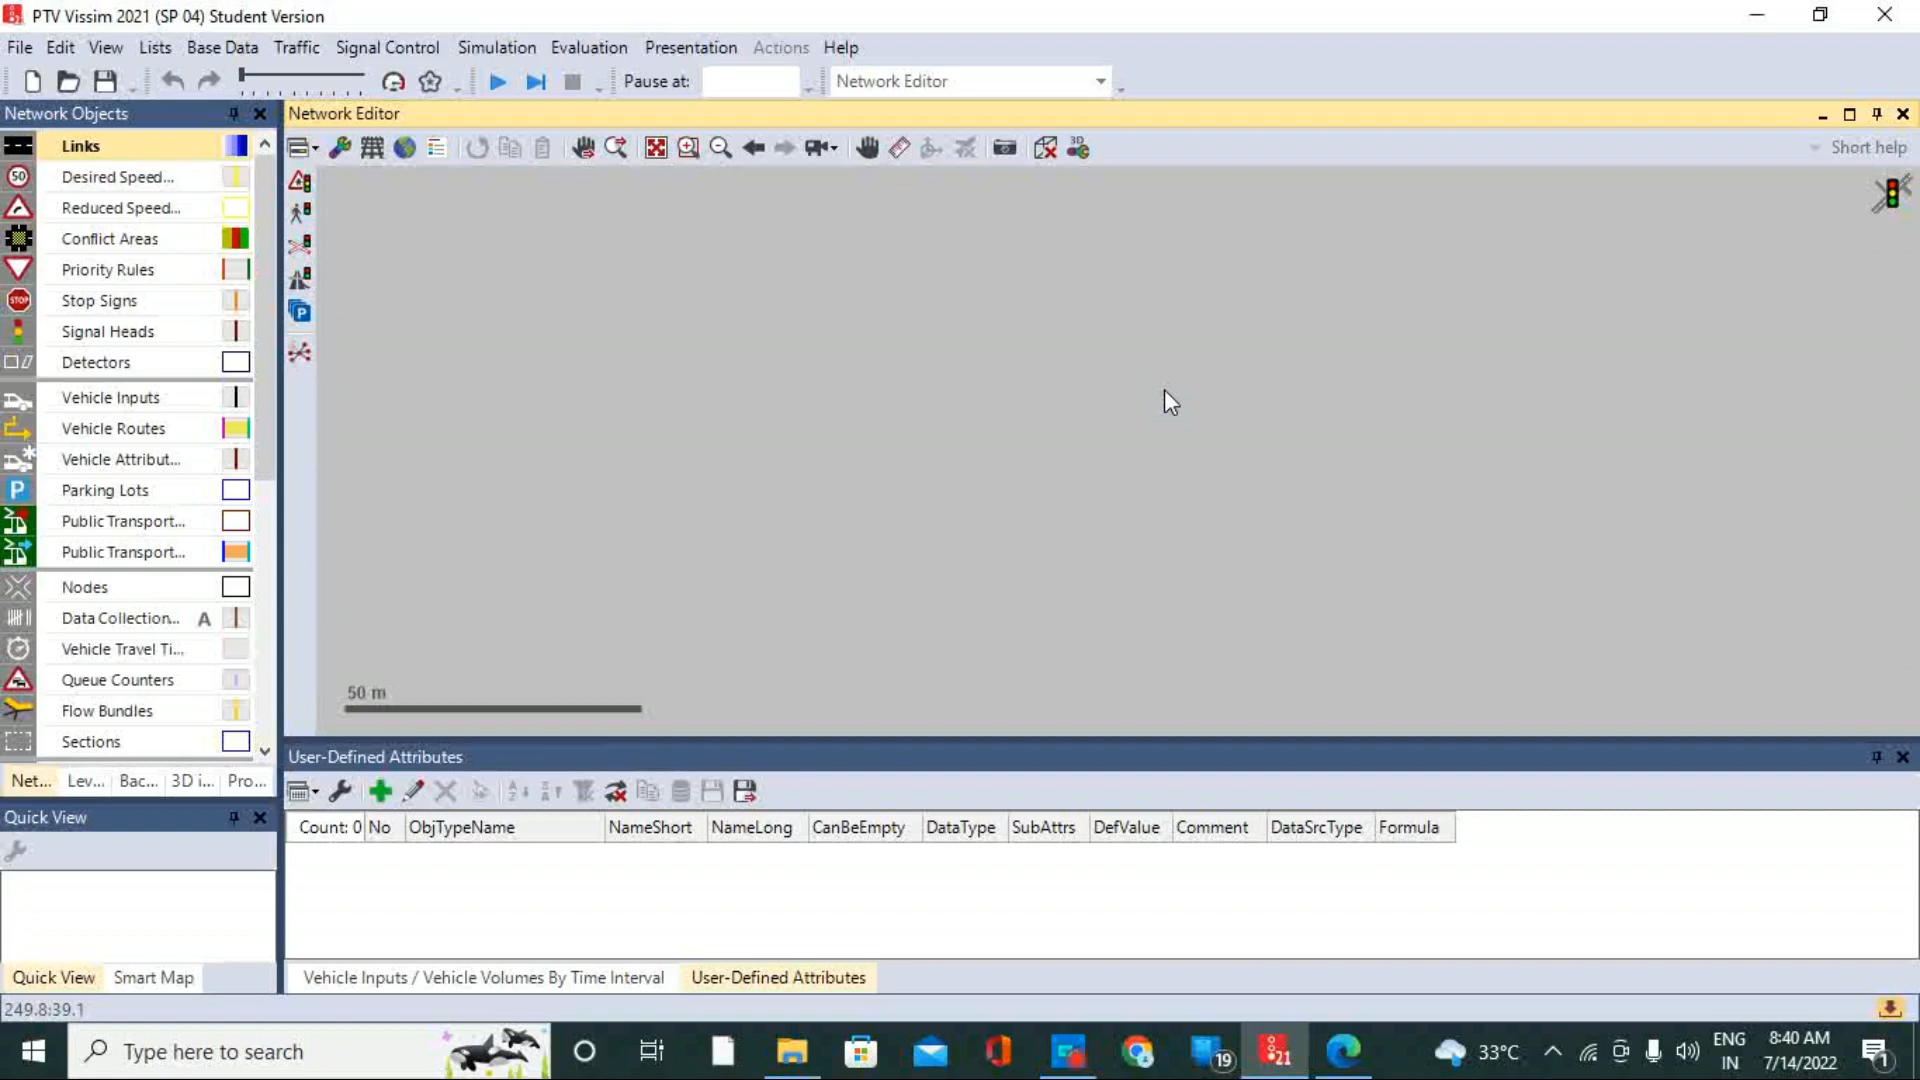 PTV Vissim 2021 (SP 04) Student Version
File Edit View Lists Base Data Traffic Signal Control Simulation Evaluation Presentation Actions Help
Pause at: Network Editor
Network Objects
Network Editor
Short help
Links
50 Desired Speed...
Reduced Speed...
Conflict Areas
Priority Rules
STOP Stop Signs
Signal Heads
Detectors
Vehicle Inputs
Vehicle Routes
Vehicle Attribut...
P Parking Lots
Public Transport...
Public Transport...
Nodes
Data Collection... A
Vehicle Travel Ti...
Queue Counters
Flow Bundles
Sections
Net... Lev... Bac... 3D i... Pro...
P
3D
50 m
User-Defined Attributes
Count: 0 No ObjTypeName NameShort NameLong CanBeEmpty DataType SubAttrs DefValue Comment DataSrcType Formula
Quick View
Quick View Smart Map
Vehicle Inputs / Vehicle Volumes By Time Interval User-Defined Attributes
249.8:39.1
Type here to search
19
21
33°C
ENG
IN
8:40 AM
7/14/2022
1